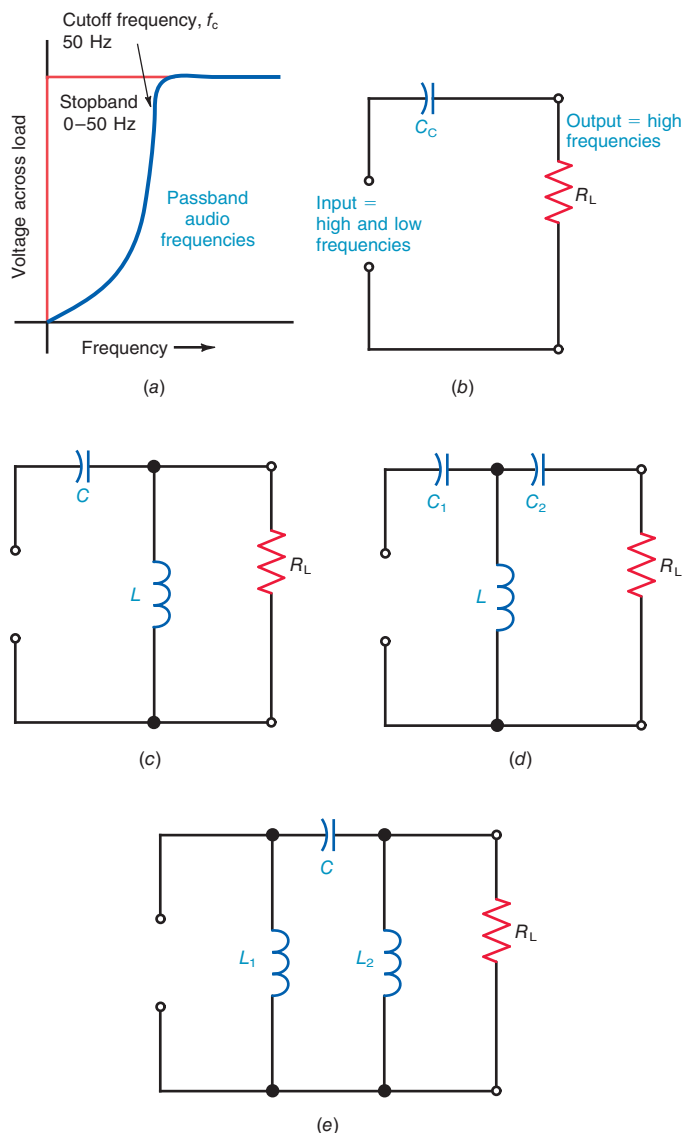 Cutoff frequency, fc
50 Hz
Stopband
0–50 Hz
Passband
audio
frequencies
Voltage across load
Frequency
(a)
CC
Output = high
frequencies
RL
Input =
high and low
frequencies
(b)
C
L
RL
(c)
C1
C2
L
RL
(d)
C
L1
L2
RL
(e)